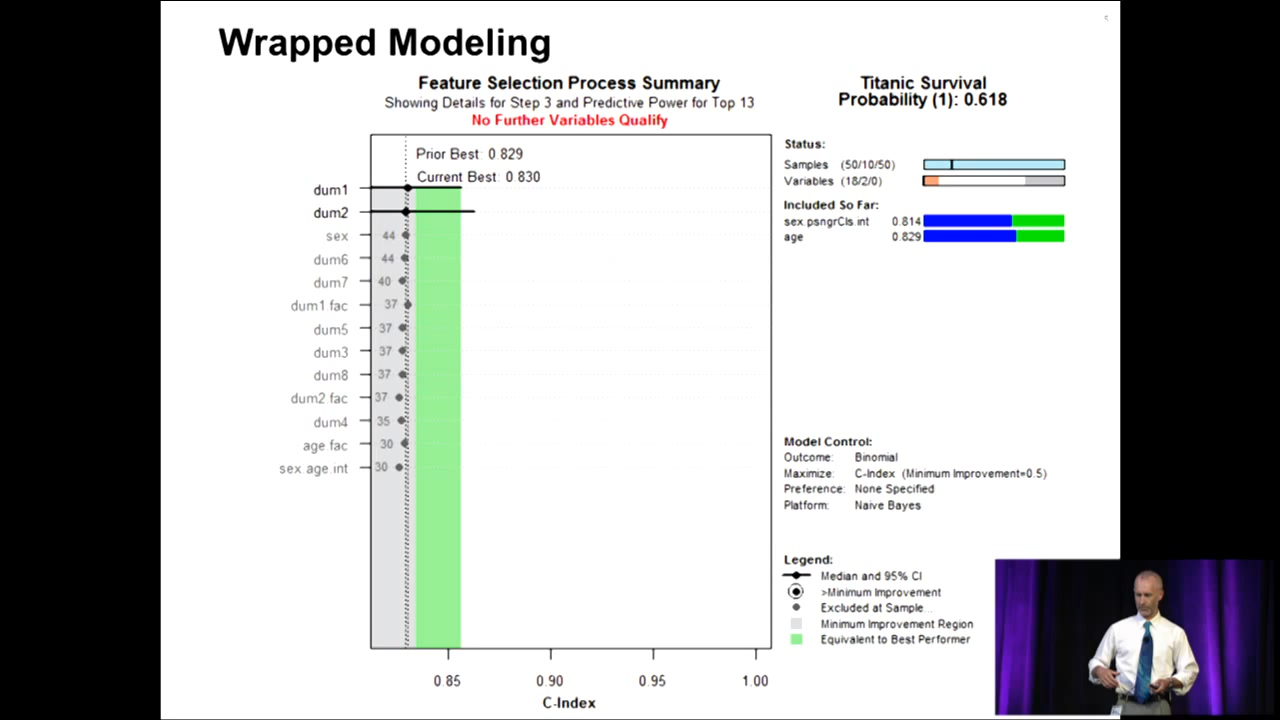 Wrapped Modeling
Feature Selection Process Summary
Showing Details for Step 3 and Predictive Power for Top 13
No Further Variables Qualify
Titanic Survival
Probability (1): 0.618
Prior Best: 0.829
Current Best: 0.830
dum1
dum2
sex 44
dum6 44
dum7 40
dum1.fac 37
dum5 37
dum3 37
dum8 37
dum2.fac 37
dum4 35
age.fac 30
sex.age.int 30
0.85 0.90 0.95 1.00
C-Index
Status:
Samples (50/10/50)
Variables (18/2/0)
Included So Far:
sex.psngrCls.int 0.814
age 0.829
Model Control:
Outcome: Binomial
Maximize: C-Index (Minimum Improvement=0.5)
Preference: None Specified
Platform: Naive Bayes
Legend:
Median and 95% CI
>Minimum Improvement
Excluded at Sample...
Minimum Improvement Region
Equivalent to Best Performer